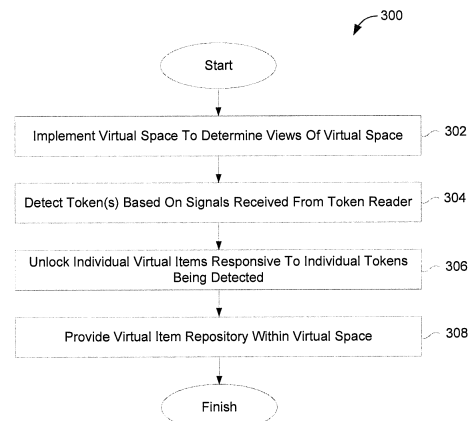 300
Start
Implement Virtual Space To Determine Views Of Virtual Space
302
Detect Token(s) Based On Signals Received From Token Reader
304
Unlock Individual Virtual Items Responsive To Individual Tokens
Being Detected
306
Provide Virtual Item Repository Within Virtual Space
308
Finish